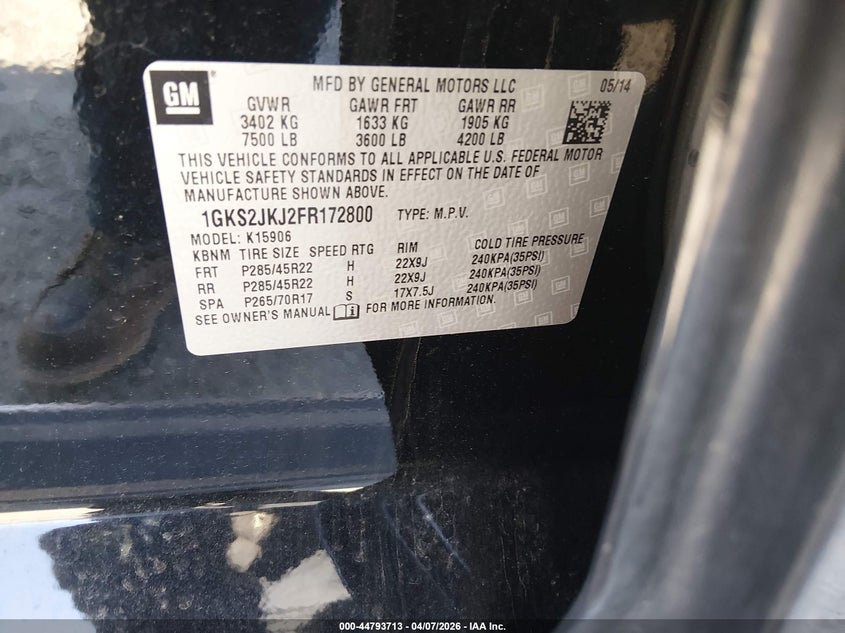 GM
MFD BY GENERAL MOTORS LLC 05/14
GVWR GAWR FRT GAWR RR
3402 KG 1633 KG 1905 KG
7500 LB 3600 LB 4200 LB
THIS VEHICLE CONFORMS TO ALL APPLICABLE U.S. FEDERAL MOTOR
VEHICLE SAFETY STANDARDS IN EFFECT ON THE DATE OF
MANUFACTURE SHOWN ABOVE.
1GKS2JKJ2FR172800 TYPE: M.P.V.
MODEL: K15906
KBNM TIRE SIZE SPEED RTG RIM COLD TIRE PRESSURE
FRT P285/45R22 H 22X9J 240KPA(35PSI)
RR P285/45R22 H 22X9J 240KPA(35PSI)
SPA P265/70R17 S 17X7.5J 240KPA(35PSI)
SEE OWNER'S MANUAL FOR MORE INFORMATION.
000-44793713 - 04/07/2026 - IAA Inc.